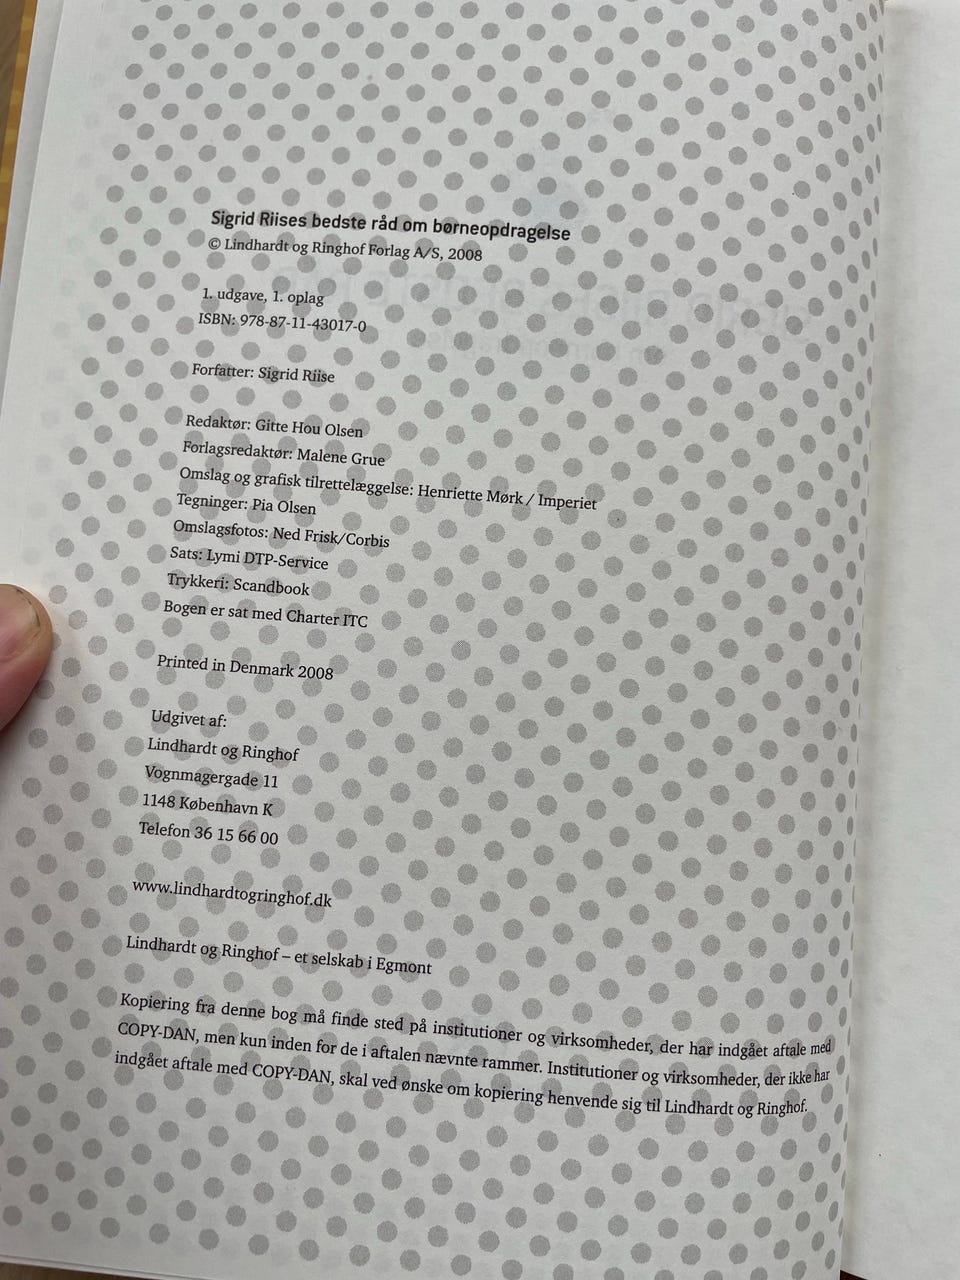 Sigrid Riises bedste råd om børneopdragelse
© Lindhardt og Ringhof Forlag A/S, 2008
1. udgave, 1. oplag
ISBN: 978-87-11-43017-0
Forfatter: Sigrid Riise
Redaktør: Gitte Hou Olsen
Forlagsredaktør: Malene Grue
Omslag og grafisk tilrettelæggelse: Henriette Mørk / Imperiet
Tegninger: Pia Olsen
Omslagsfotos: Ned Frisk/Corbis
Sats: Lymi DTP-Service
Trykkeri: Scandbook
Bogen er sat med Charter ITC
Printed in Denmark 2008
Udgivet af:
Lindhardt og Ringhof
Vognmagergade 11
1148 København K
Telefon 36 15 66 00
www.lindhardtogringhof.dk
Lindhardt og Ringhof – et selskab i Egmont
Kopiering fra denne bog må finde sted på institutioner og virksomheder, der har indgået aftale med
COPY-DAN, men kun inden for de i aftalen nævnte rammer. Institutioner og virksomheder, der ikke har
indgået aftale med COPY-DAN, skal ved ønske om kopiering henvende sig til Lindhardt og Ringhof.